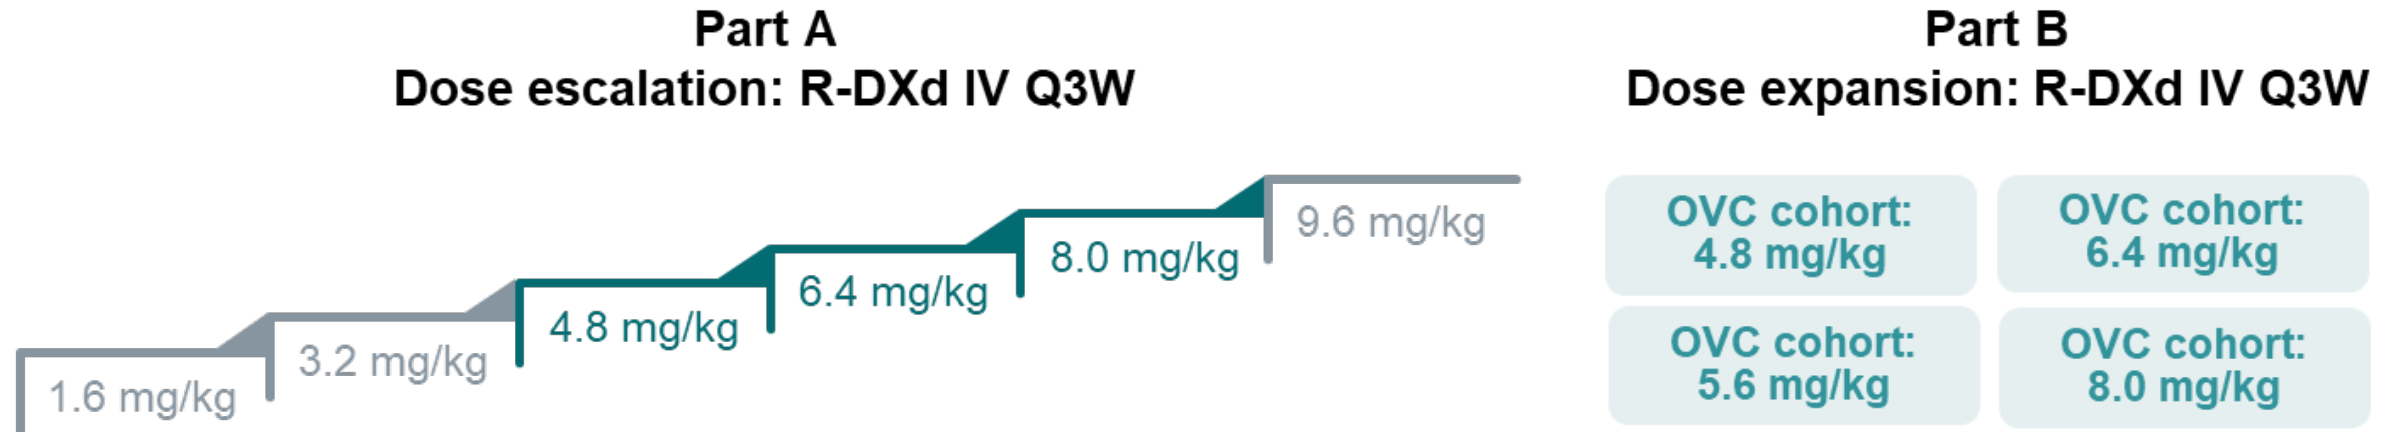 Part A
Dose escalation: R-DXd IV Q3W
1.6 mg/kg
3.2 mg/kg
4.8 mg/kg
6.4 mg/kg
8.0 mg/kg
9.6 mg/kg
Part B
Dose expansion: R-DXd IV Q3W
OVC cohort:
4.8 mg/kg
OVC cohort:
6.4 mg/kg
OVC cohort:
5.6 mg/kg
OVC cohort:
8.0 mg/kg